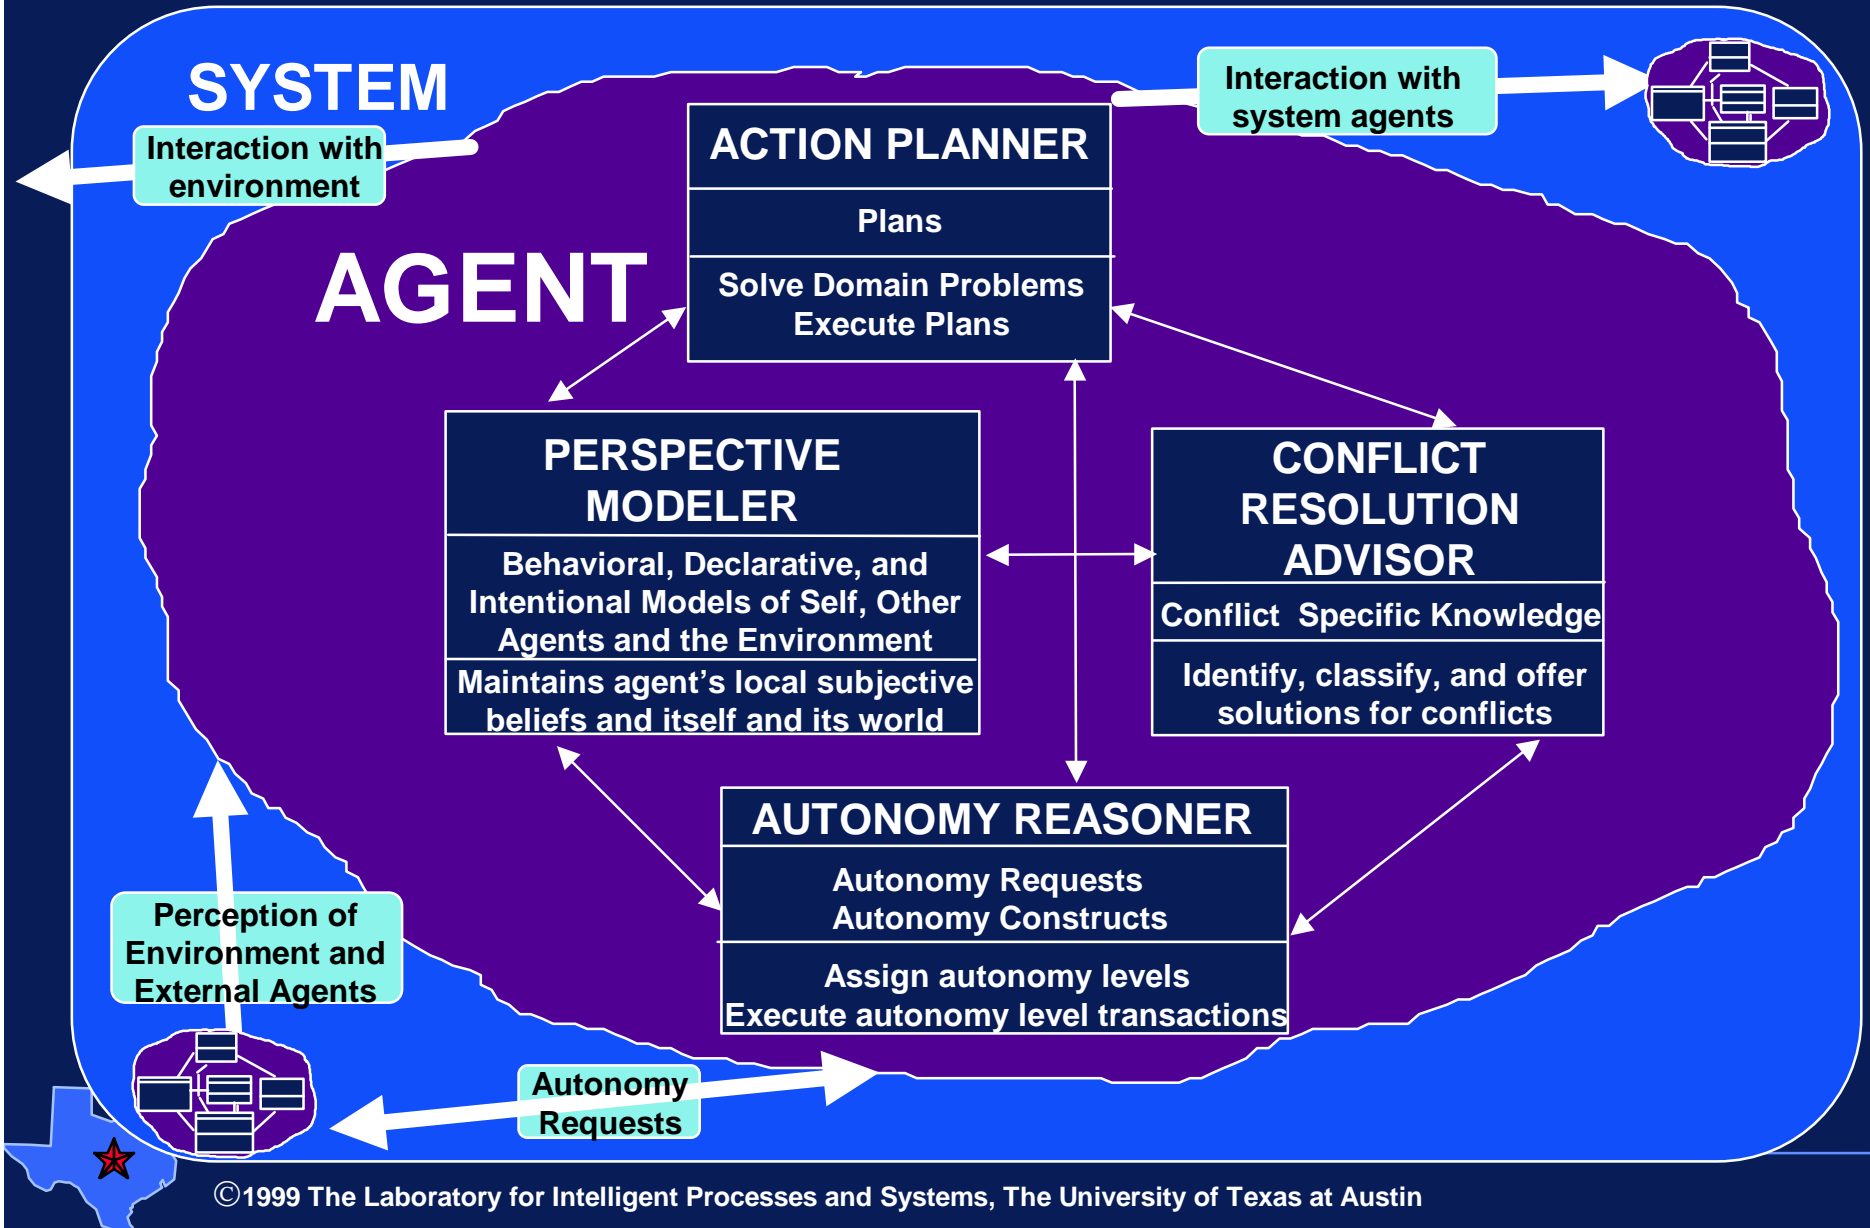 SYSTEM
Interaction with
environment
Interaction with
system agents
AGENT
ACTION PLANNER
Plans
Solve Domain Problems
Execute Plans
PERSPECTIVE
MODELER
Behavioral, Declarative, and
Intentional Models of Self, Other
Agents and the Environment
Maintains agent’s local subjective
beliefs and itself and its world
CONFLICT
RESOLUTION
ADVISOR
Conflict  Specific Knowledge
Identify, classify, and offer
solutions for conflicts
AUTONOMY REASONER
Autonomy Requests
Autonomy Constructs
Assign autonomy levels
Execute autonomy level transactions
Perception of
Environment and
External Agents
Autonomy
Requests
©1999 The Laboratory for Intelligent Processes and Systems, The University of Texas at Austin